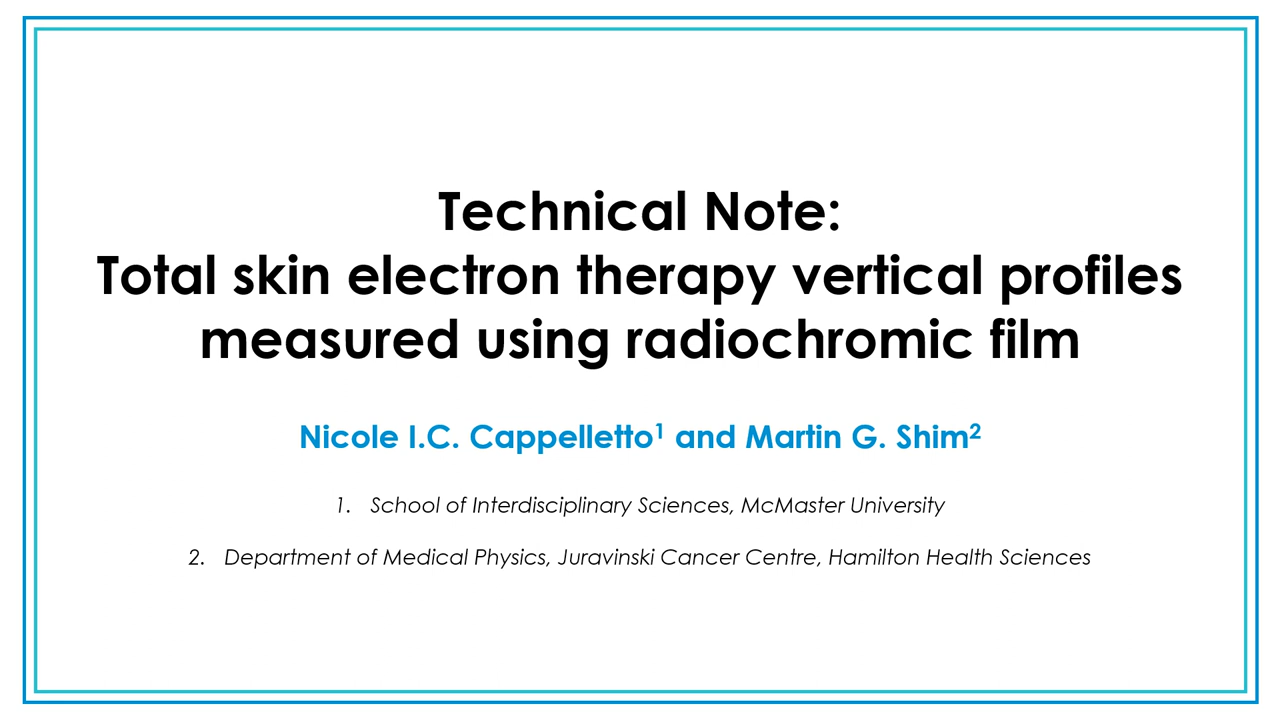 Technical Note:
Total skin electron therapy vertical profiles
measured using radiochromic film
Nicole I.C. Cappelletto¹ and Martin G. Shim²
1. School of Interdisciplinary Sciences, McMaster University
2. Department of Medical Physics, Juravinski Cancer Centre, Hamilton Health Sciences